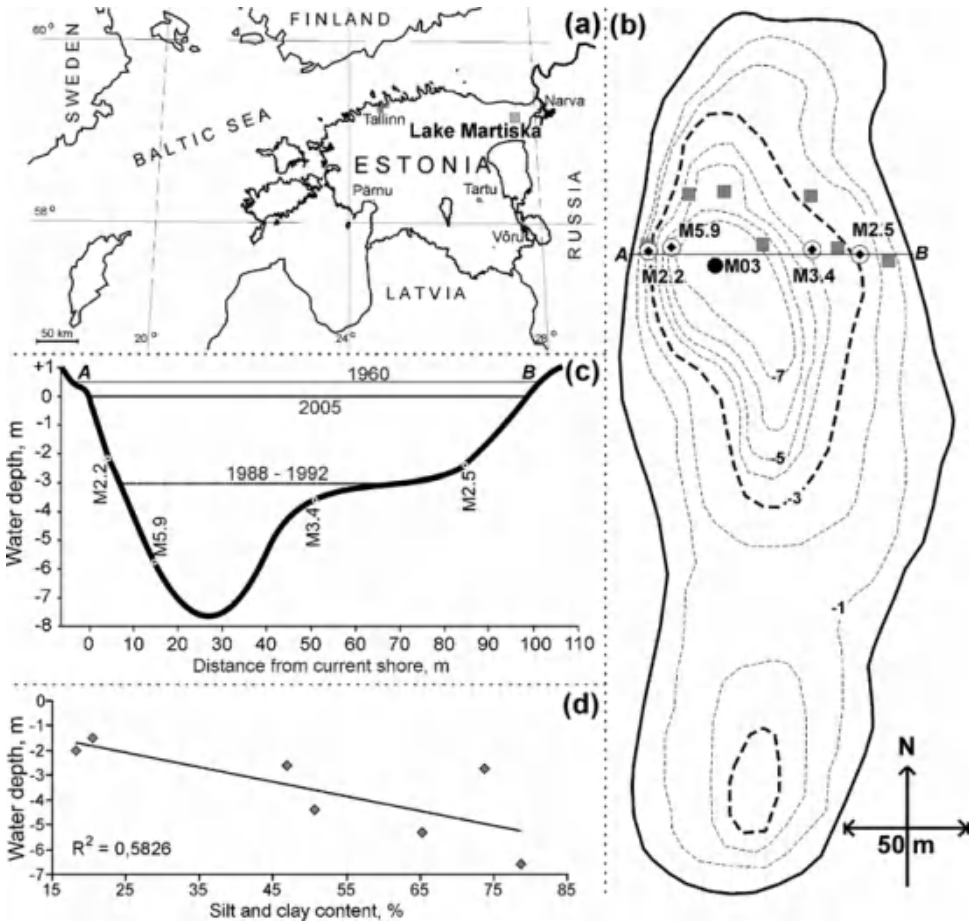 (a)
FINLAND
SWEDEN
60°
BALTIC SEA
Tallinn
Narva
Lake Martiska
ESTONIA
Pärnu
Tartu
58°
Võru
RUSSIA
LATVIA
50 km
20°
24°
28°
(b)
A
M5.9
M2.5
B
M2.2
M03
M3.4
-7
-5
-3
-1
N
50 m
(c)
+1
A
1960
B
0
2005
-1
-2
M2.2
1988 - 1992
M2.5
-3
M3.4
-4
M5.9
-5
-6
-7
-8
Water depth, m
0 10 20 30 40 50 60 70 80 90 100
Distance from current shore, m
(d)
0
-1
-2
-3
-4
-5
-6
-7
Water depth, m
R² = 0,5826
15 25 35 45 55 65 75 85
Silt and clay content, %